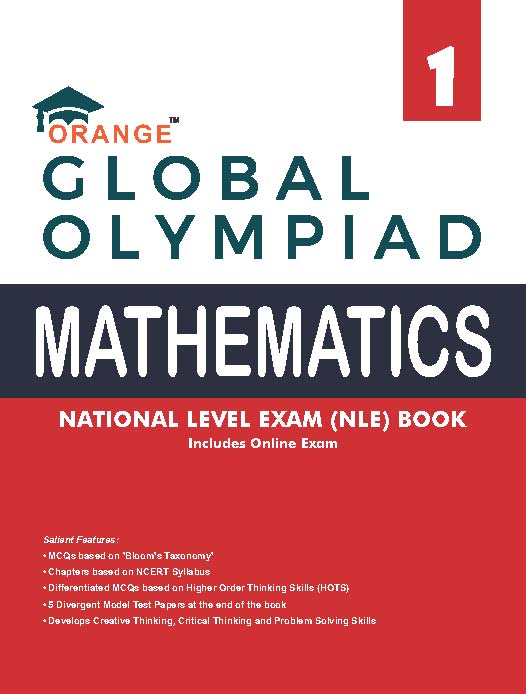 1
ORANGE™
GLOBAL
OLYMPIAD
MATHEMATICS
NATIONAL LEVEL EXAM (NLE) BOOK
Includes Online Exam
Salient Features:
• MCQs based on 'Bloom's Taxonomy'
• Chapters based on NCERT Syllabus
• Differentiated MCQs based on Higher Order Thinking Skills (HOTS)
• 5 Divergent Model Test Papers at the end of the book
• Develops Creative Thinking, Critical Thinking and Problem Solving Skills